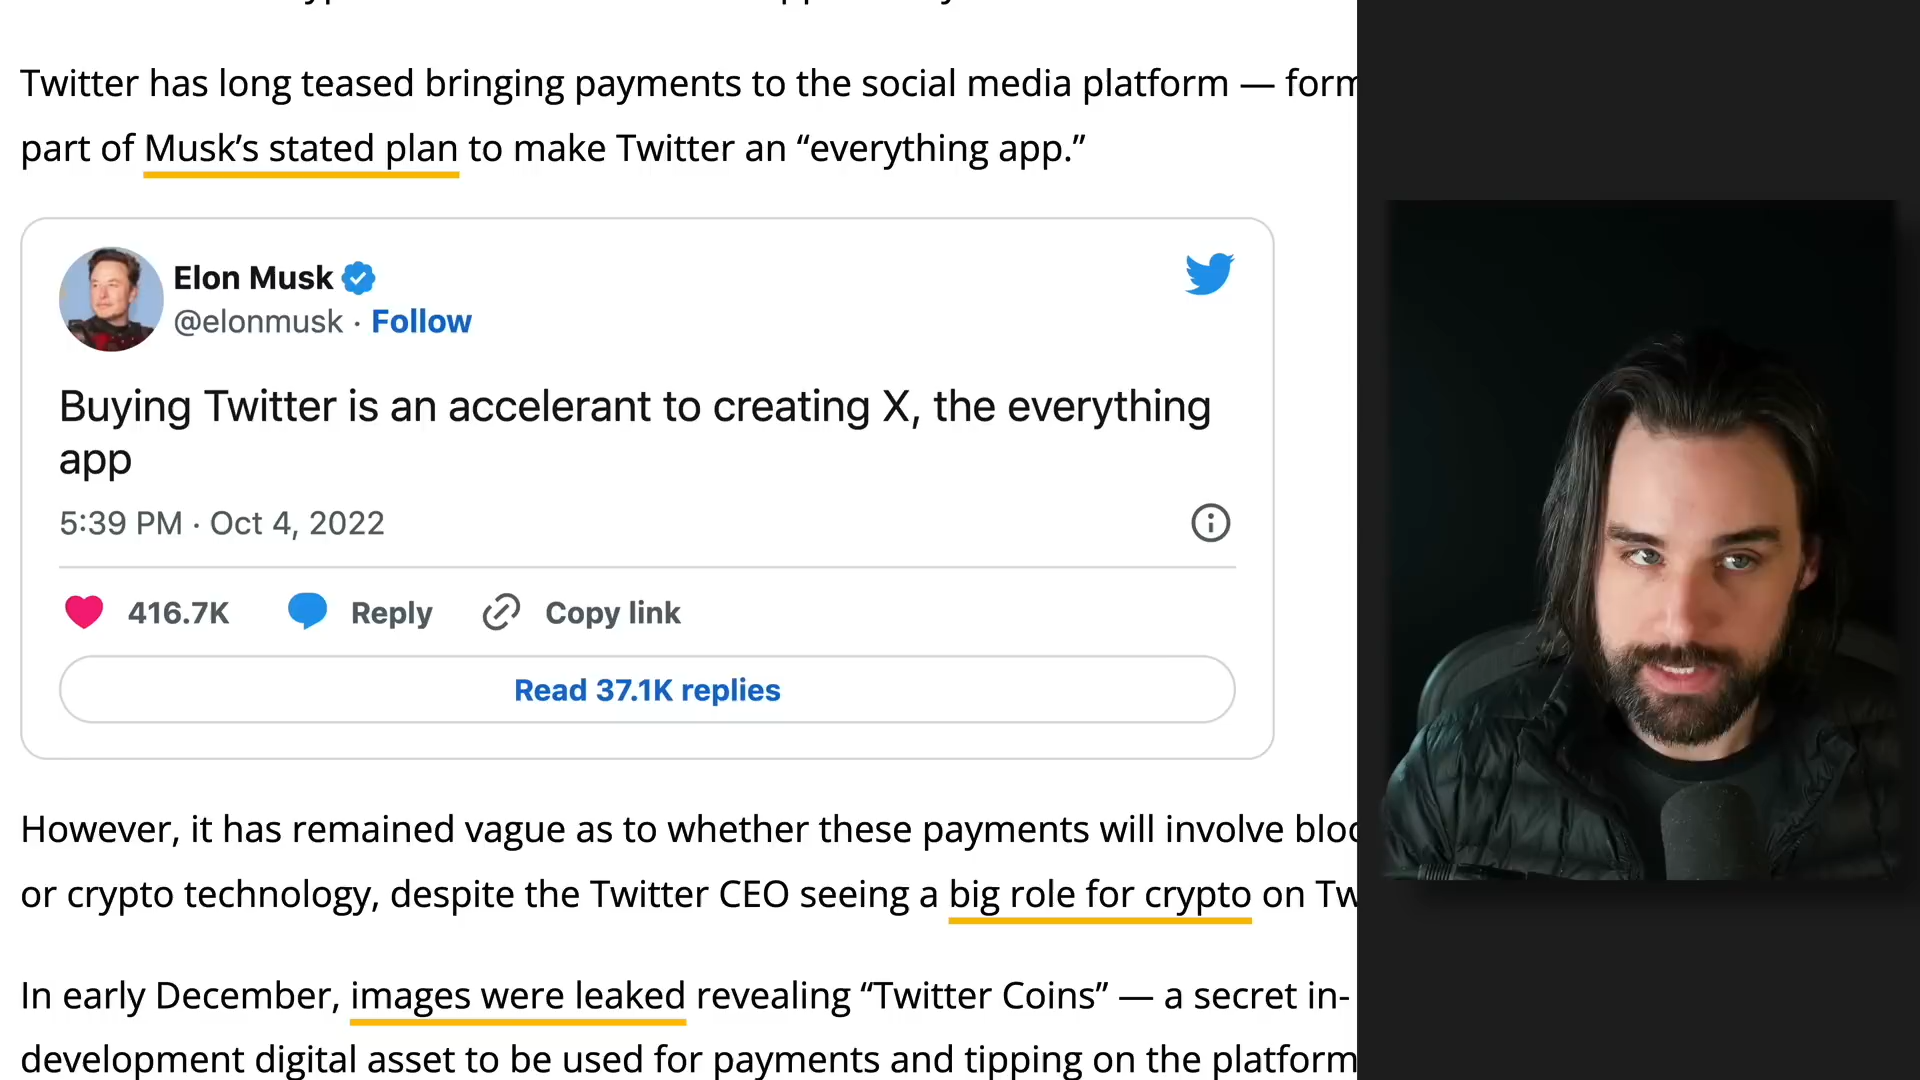 Twitter has long teased bringing payments to the social media platform — form
part of Musk’s stated plan to make Twitter an “everything app.”
Elon Musk
@elonmusk · Follow
Buying Twitter is an accelerant to creating X, the everything
app
5:39 PM · Oct 4, 2022
416.7K Reply Copy link
Read 37.1K replies
However, it has remained vague as to whether these payments will involve
or crypto technology, despite the Twitter CEO seeing a big role for crypto on
In early December, images were leaked revealing “Twitter Coins” — a secret in-
development digital asset to be used for payments and tipping on the platform